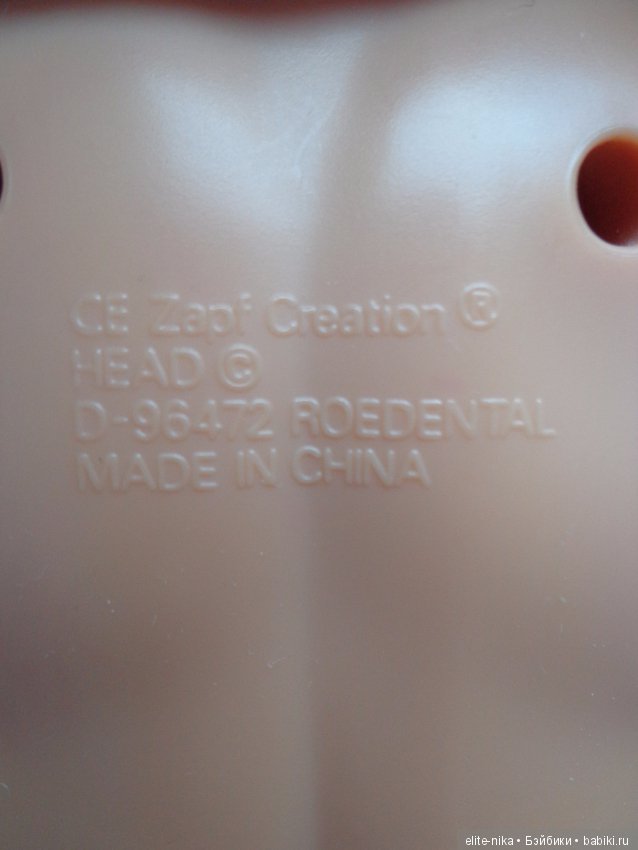 CE Zapf Creation ®
HEAD ©
D-96472 ROEDENTAL
MADE IN CHINA
elite-nika • Бэйбики • babiki.ru